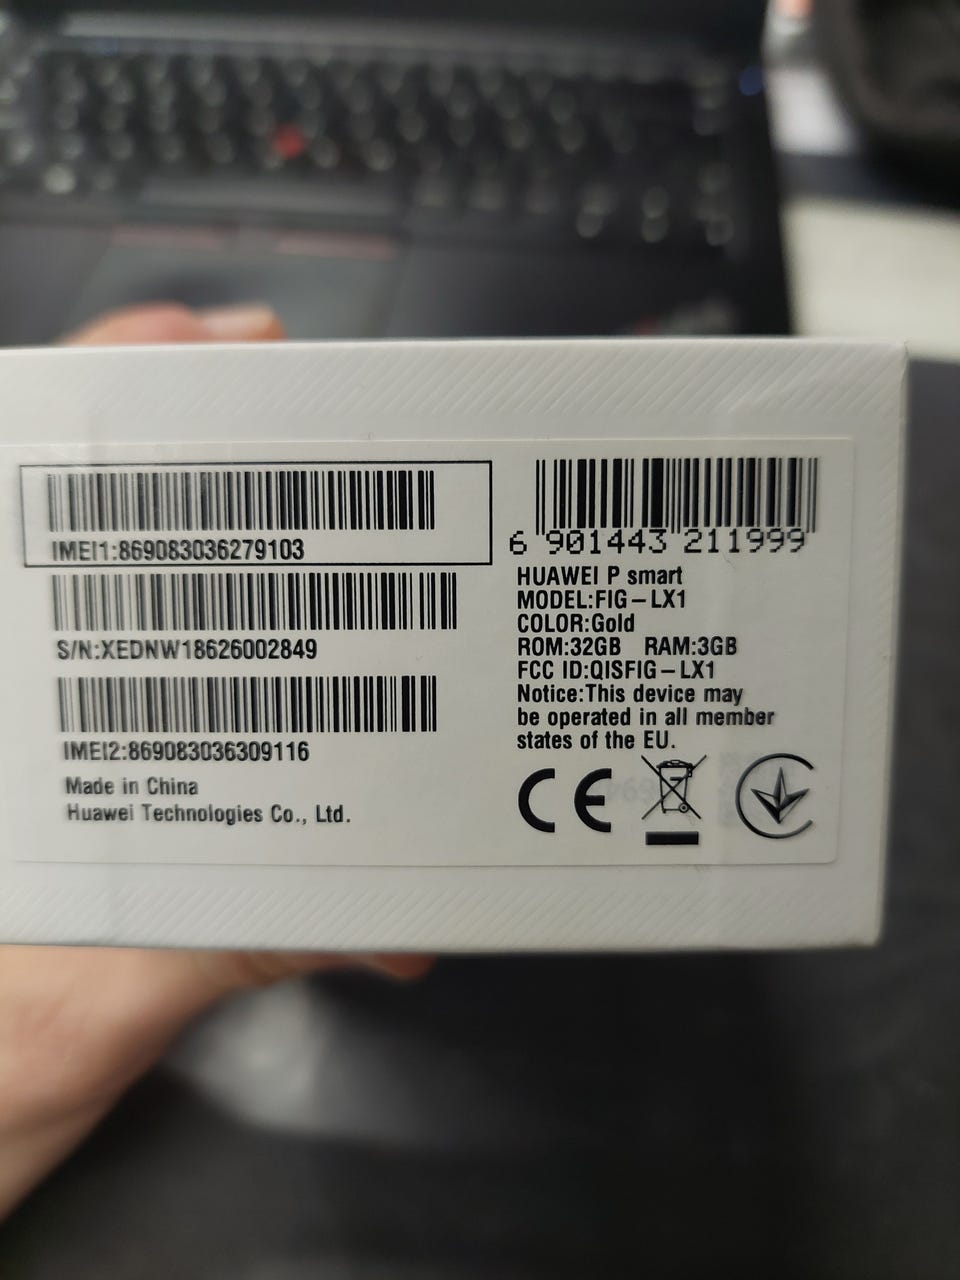 IMEI1:869083036279103
S/N:XEDNW18626002849
IMEI2:869083036309116
Made in China
Huawei Technologies Co., Ltd.
6 901443 211999
HUAWEI P smart
MODEL:FIG-LX1
COLOR:Gold
ROM:32GB RAM:3GB
FCC ID:QISFIG-LX1
Notice:This device may
be operated in all member
states of the EU.
CE